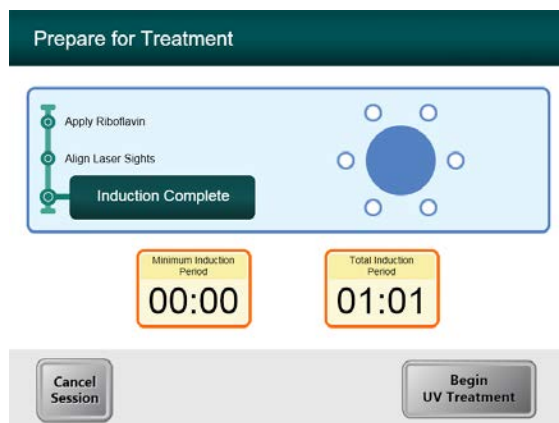 Prepare for Treatment
Apply Riboflavin
Align Laser Sights
Induction Complete
Minimum Induction
Period
00:00
Total Induction
Period
01:01
Cancel
Session
Begin
UV Treatment